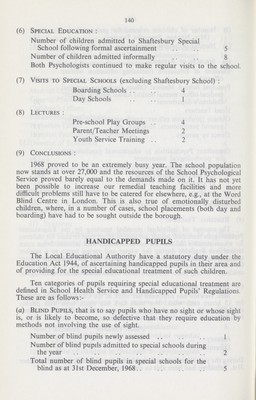 140
(6) SPECIAL EDUCATION :
Number of children admitted to Shaftesbury Special
School following formal ascertainment .. .. 5
Number of children admitted informally .. .. 8
Both Psychologists continued to make regular visits to the school.
(7) VISITS TO SPECIAL SCHOOLS (excluding Shaftesbury School) :
Boarding Schools .. .. 4
Day Schools .. .. 1
(8) LECTURES :
Pre-school Play Groups .. .. 4
Parent/Teacher Meetings .. 2
Youth Service Training .. .. 2
(9) CONCLUSIONS :
1968 proved to be an extremely busy year. The school population
now stands at over 27,000 and the resources of the School Psychological
Service proved barely equal to the demands made on it. It has not yet
been possible to increase our remedial teaching facilities and more
difficult problems still have to be catered for elsewhere, e.g., at the Word
Blind Centre in London. This is also true of emotionally disturbed
children, where, in a number of cases, school placements (both day and
boarding) have had to be sought outside the borough.
HANDICAPPED PUPILS
The Local Educational Authority have a statutory duty under the
Education Act 1944, of ascertaining handicapped pupils in their area and
of providing for the special educational treatment of such children.
Ten categories of pupils requiring special educational treatment are
defined in School Health Service and Handicapped Pupils' Regulations.
These are as follows:-
(a) BLIND PUPILS, that is to say pupils who have no sight or whose sight
is, or is likely to become, so defective that they require education by
methods not involving the use of sight.
Number of blind pupils newly assessed .. .. 1
Number of blind pupils admitted to special schools during
the year .. .. .. .. .. .. 2
Total number of blind pupils in special schools for the
blind as at 31st December, 1968.. .. .. 5